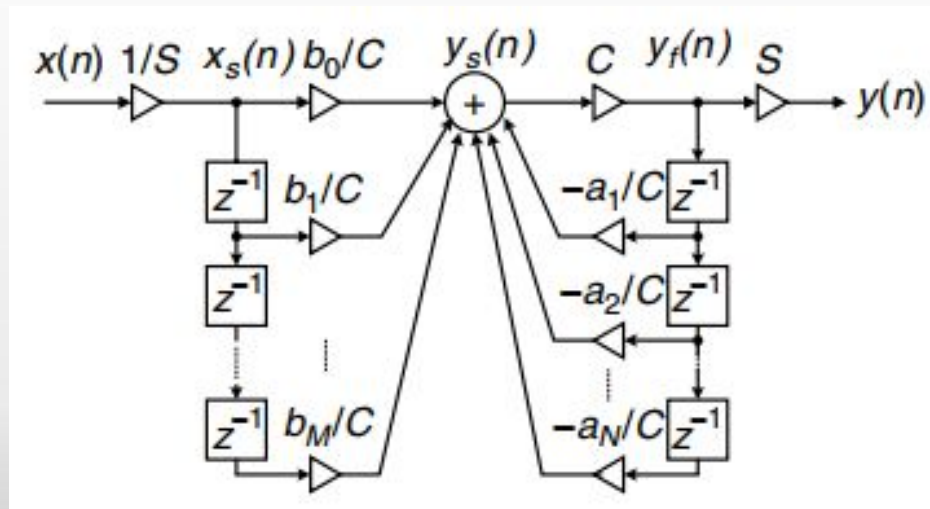 x(n) 1/S x_s(n) b_0/C y_s(n) C y_f(n) S
+ y(n)
z^{-1} b_1/C -a_1/C z^{-1}
z^{-1} -a_2/C z^{-1}
z^{-1} b_M/C -a_N/C z^{-1}